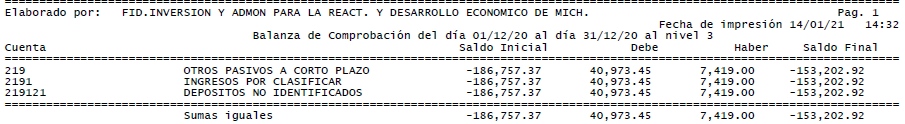 ================================================================================
Elaborado por: FID.INVERSION Y ADMON PARA LA REACT. Y DESARROLLO ECONOMICO DE MICH. Pag. 1
Fecha de impresión 14/01/21 14:32
Balanza de Comprobación del día 01/12/20 al día 31/12/20 al nivel 3
Cuenta Saldo Inicial Debe Haber Saldo Final
================================================================================
219 OTROS PASIVOS A CORTO PLAZO -186,757.37 40,973.45 7,419.00 -153,202.92
2191 INGRESOS POR CLASIFICAR -186,757.37 40,973.45 7,419.00 -153,202.92
219121 DEPOSITOS NO IDENTIFICADOS -186,757.37 40,973.45 7,419.00 -153,202.92
================================================================================
Sumas iguales -186,757.37 40,973.45 7,419.00 -153,202.92